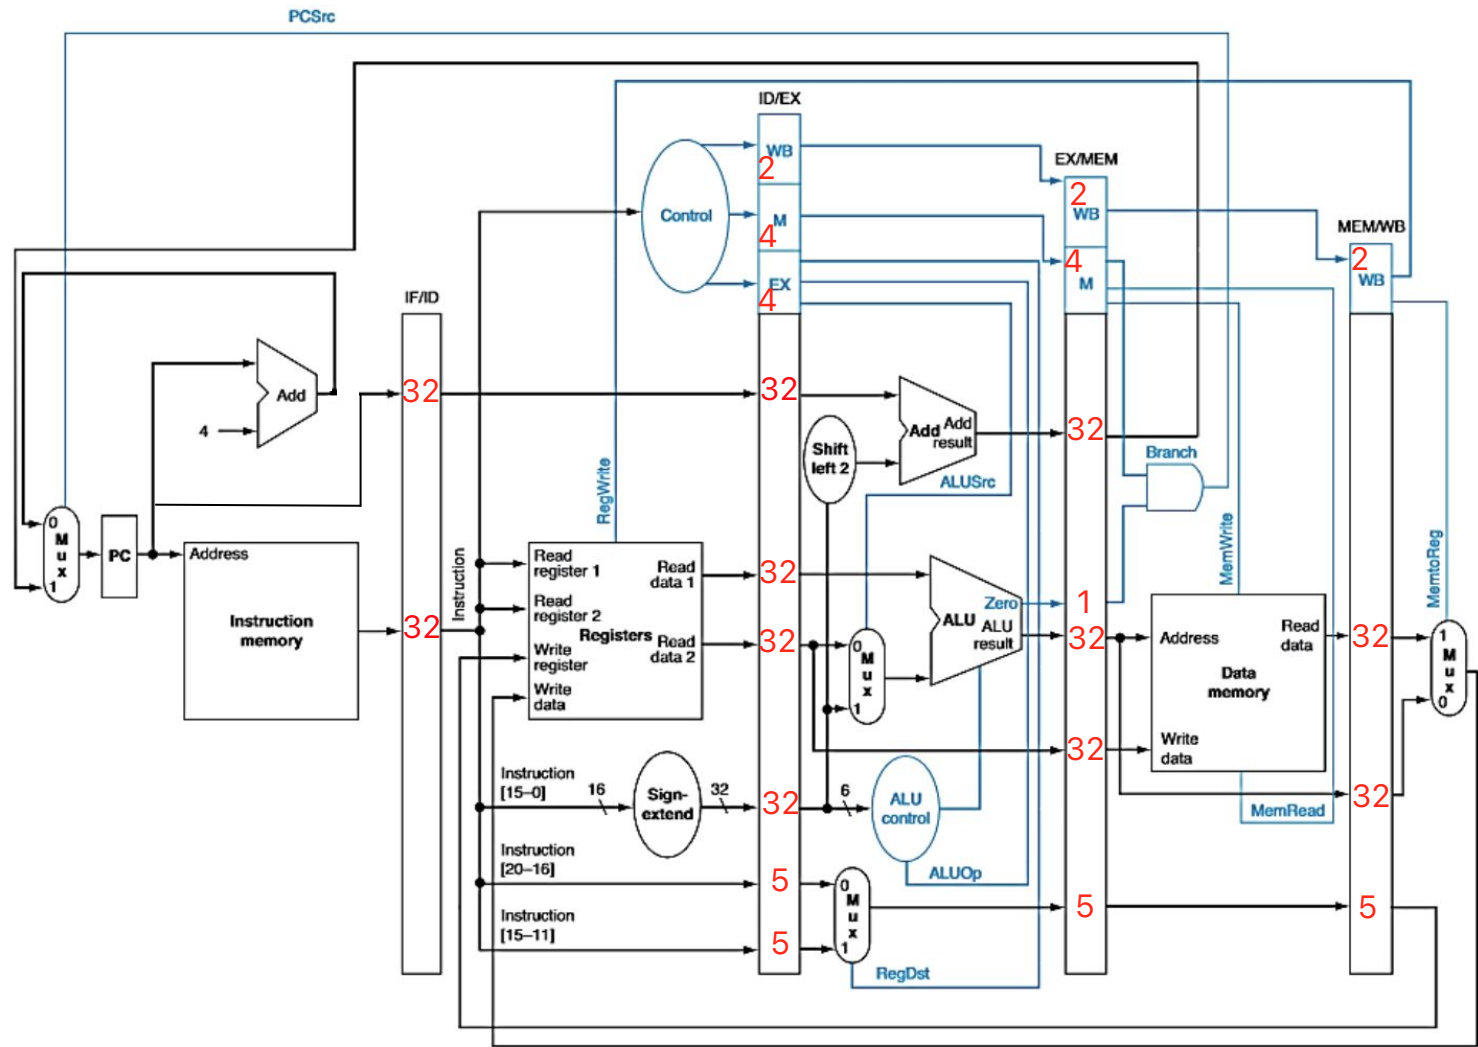 PCSrc
ID/EX
WB
2
EX/MEM
2
WB
Control
M
4
MEM/WB
2
WB
4
M
EX
4
IF/ID
Add
4
32
32
Add
Add
result
32
Shift
left 2
Branch
ALUSrc
RegWrite
MemWrite
MemtoReg
0
M
u
x
1
PC
Address
Instruction
memory
32
Instruction
Read
register 1
Read
register 2
Write
register
Write
data
Registers
Read
data 1
Read
data 2
32
32
0
M
u
x
1
Zero
ALU
ALU
result
1
32
Address
Read
data
Data
memory
Write
data
32
32
1
M
u
x
0
32
MemRead
Instruction
[15–0]
16
Sign-
extend
32
32
6
ALU
control
ALUOp
Instruction
[20–16]
5
0
M
u
x
1
5
5
Instruction
[15–11]
5
RegDst